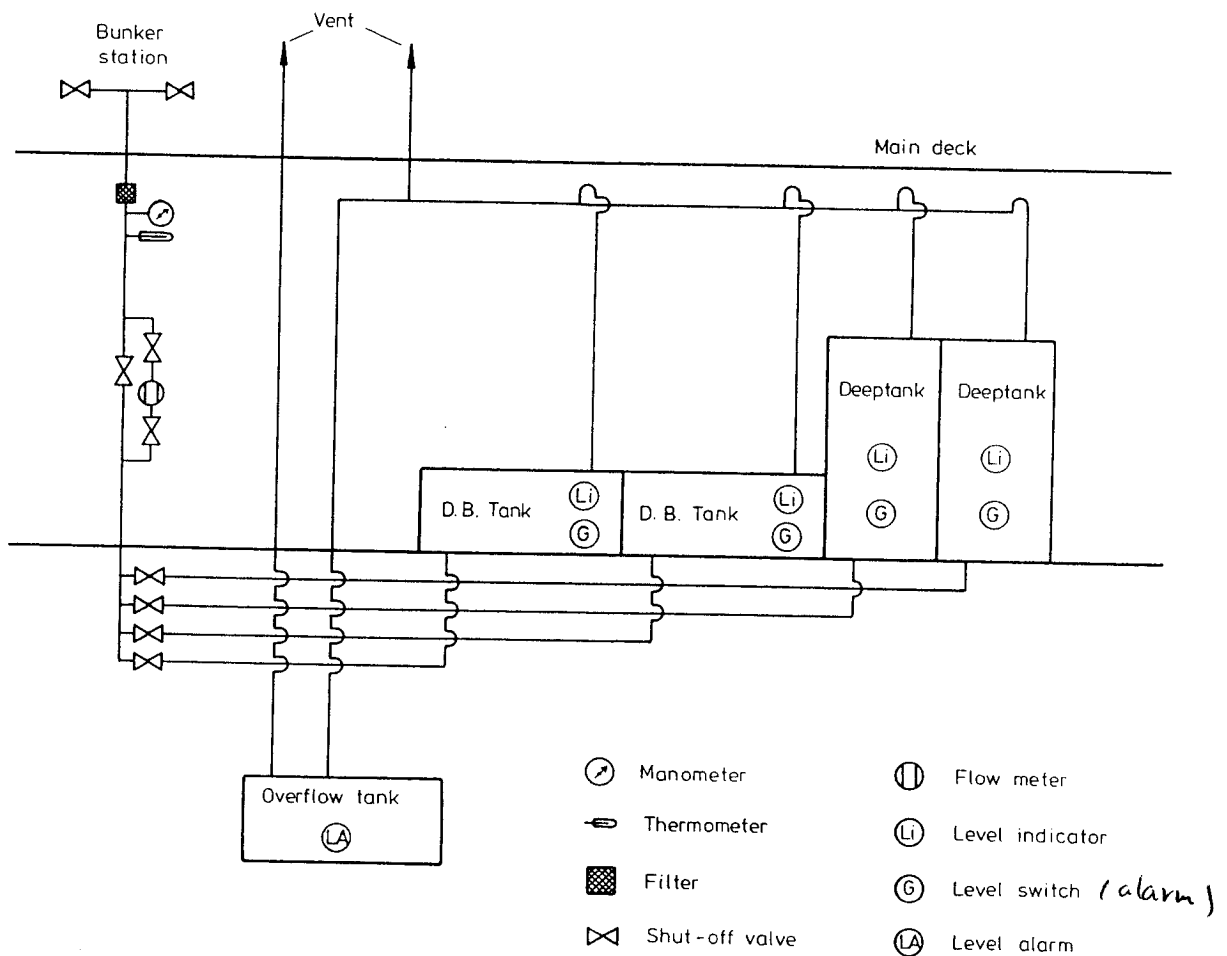 Bunker
station
Vent
Main deck
Deeptank
Deeptank
Li
Li
G
G
D.B. Tank
Li
G
D.B. Tank
Li
G
Overflow tank
LA
Manometer
Thermometer
Filter
Shut-off valve
Flow meter
Li Level indicator
G Level switch (alarm)
LA Level alarm